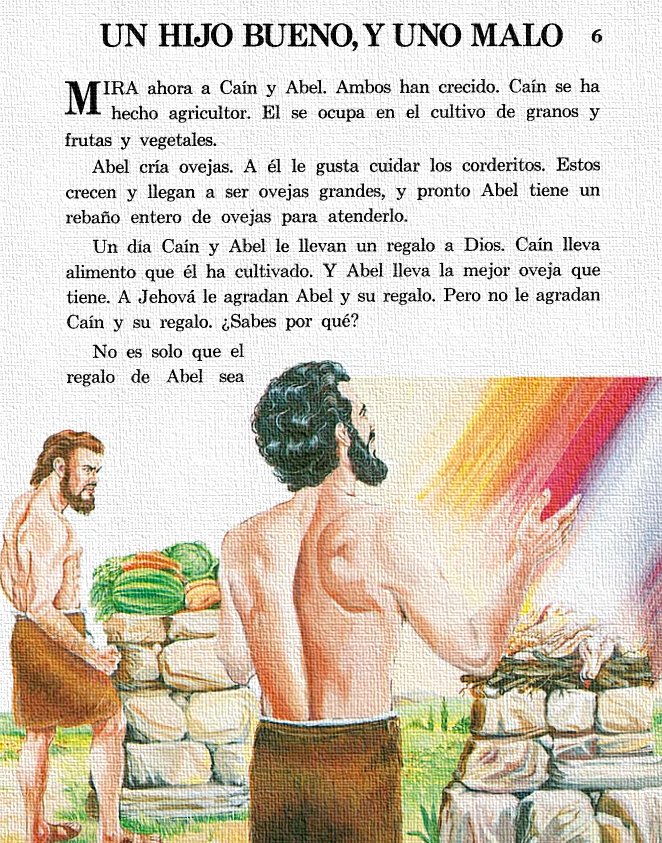 UN HIJO BUENO, Y UNO MALO 6
MIRA ahora a Caín y Abel. Ambos han crecido. Caín se ha
hecho agricultor. El se ocupa en el cultivo de granos y
frutas y vegetales.
Abel cría ovejas. A él le gusta cuidar los corderitos. Estos
crecen y llegan a ser ovejas grandes, y pronto Abel tiene un
rebaño entero de ovejas para atenderlo.
Un día Caín y Abel le llevan un regalo a Dios. Caín lleva
alimento que él ha cultivado. Y Abel lleva la mejor oveja que
tiene. A Jehová le agradan Abel y su regalo. Pero no le agradan
Caín y su regalo. ¿Sabes por qué?
No es solo que el
regalo de Abel sea